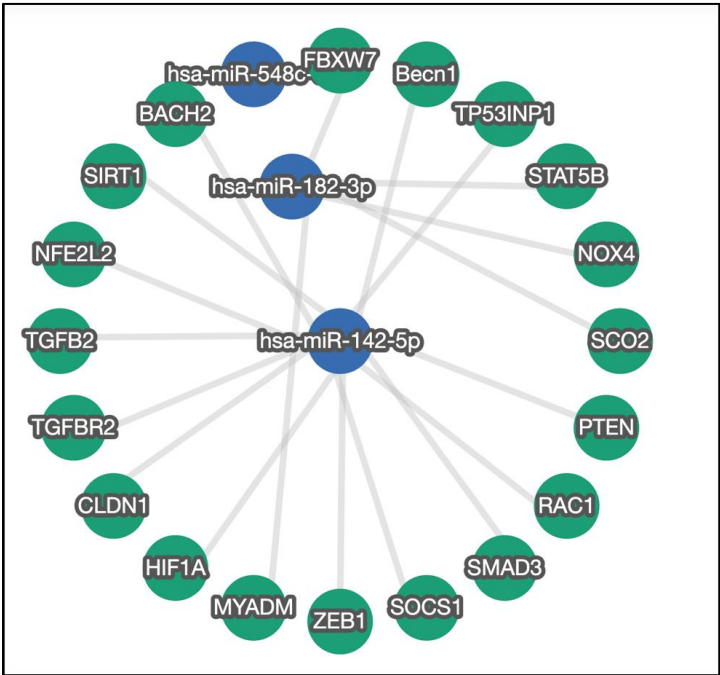 FBXW7
hsa-miR-548c-
Becn1
BACH2
TP53INP1
SIRT1
hsa-miR-182-3p
STAT5B
NFE2L2
NOX4
TGFB2
hsa-miR-142-5p
SCO2
TGFBR2
PTEN
CLDN1
RAC1
HIF1A
SMAD3
MYADM
ZEB1
SOCS1